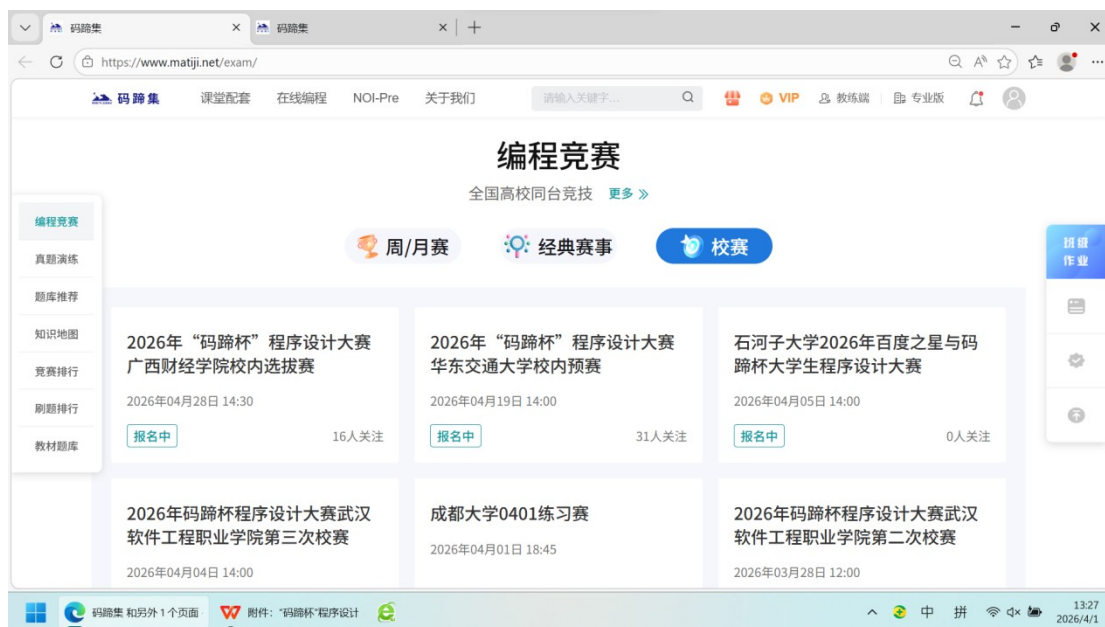 码蹄集
码蹄集
https://www.matiji.net/exam/
码蹄集
课堂配套
在线编程
NOI-Pre
关于我们
请输入关键字...
VIP
教练端
专业版
编程竞赛
全国高校同台竞技 更多
周/月赛
经典赛事
校赛
编程竞赛
真题演练
题库推荐
知识地图
竞赛排行
刷题排行
教材题库
班级
作业
2026年“码蹄杯”程序设计大赛
广西财经学院校内选拔赛
2026年04月28日 14:30
报名中
16人关注
2026年“码蹄杯”程序设计大赛
华东交通大学校内预赛
2026年04月19日 14:00
报名中
31人关注
石河子大学2026年百度之星与码
蹄杯大学生程序设计大赛
2026年04月05日 14:00
报名中
0人关注
2026年码蹄杯程序设计大赛武汉
软件工程职业学院第三次校赛
2026年04月04日 14:00
成都大学0401练习赛
2026年04月01日 18:45
2026年码蹄杯程序设计大赛武汉
软件工程职业学院第二次校赛
2026年03月28日 12:00
码蹄集 和另外 1 个页面
附件：“码蹄杯”程序设计
中
拼
13:27
2026/4/1